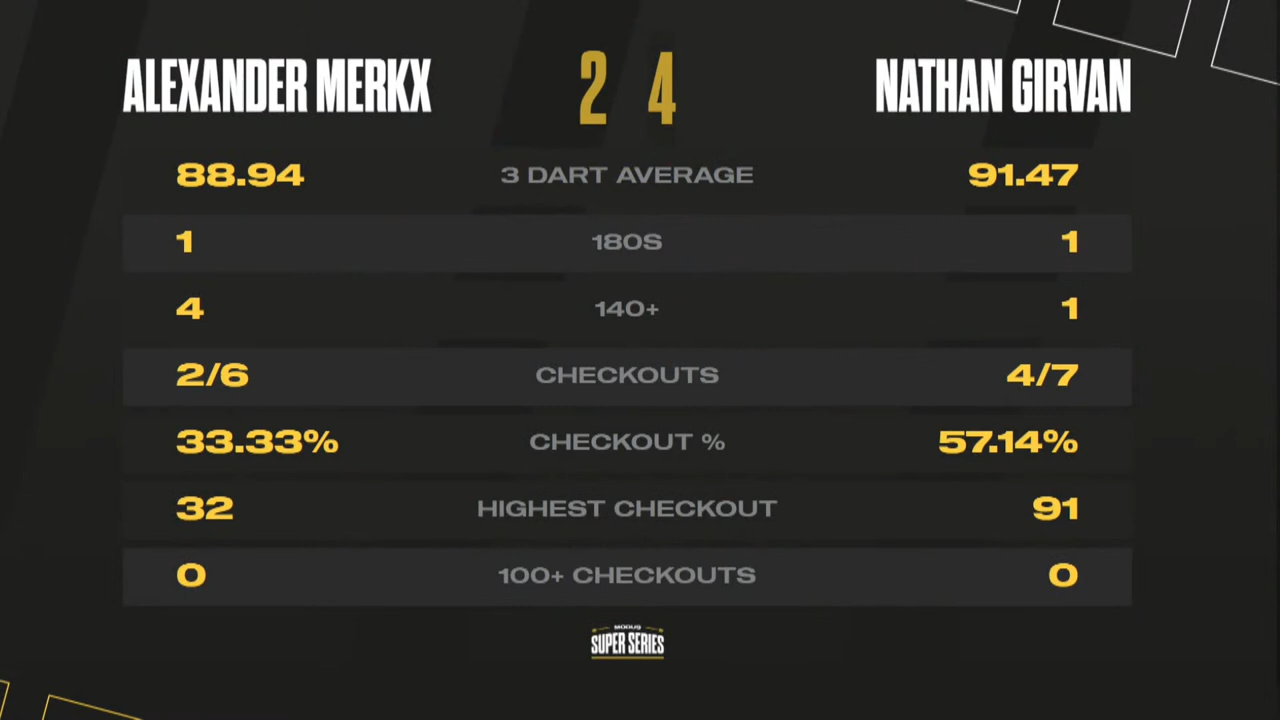 ALEXANDER MERKX 2 4 NATHAN GIRVAN
88.94 3 DART AVERAGE 91.47
1 180S 1
4 140+ 1
2/6 CHECKOUTS 4/7
33.33% CHECKOUT % 57.14%
32 HIGHEST CHECKOUT 91
0 100+ CHECKOUTS 0
MODUS
SUPER SERIES